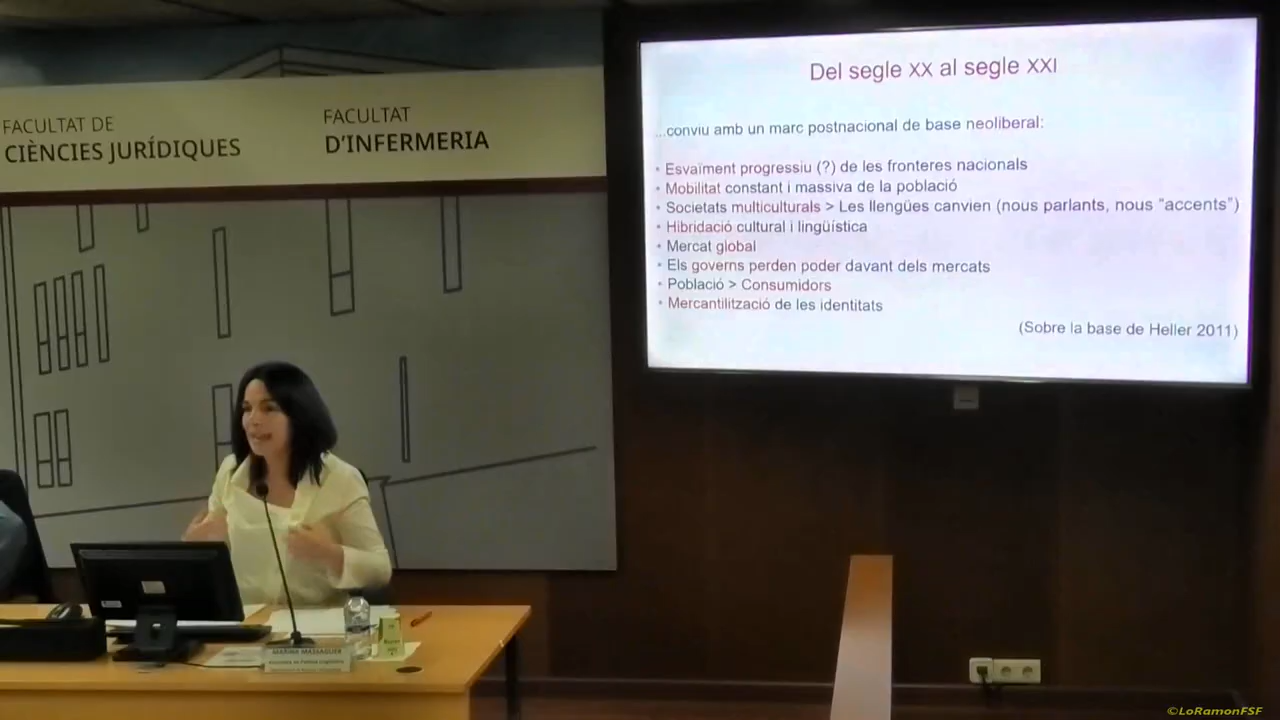 FACULTAT DE
CIÈNCIES JURÍDIQUES
FACULTAT
D'INFERMERIA
Del segle XX al segle XXI
...conviu amb un marc postnacional de base neoliberal:
• Esvaïment progressiu (?) de les fronteres nacionals
• Mobilitat constant i massiva de la població
• Societats multiculturals > Les llengües canvien (nous parlants, nous "accents")
• Hibridació cultural i lingüística
• Mercat global
• Els governs perden poder davant dels mercats
• Població > Consumidors
• Mercantilització de les identitats
(Sobre la base de Heller 2011)
MARINA MASSAGUER
©LoRamonFSF